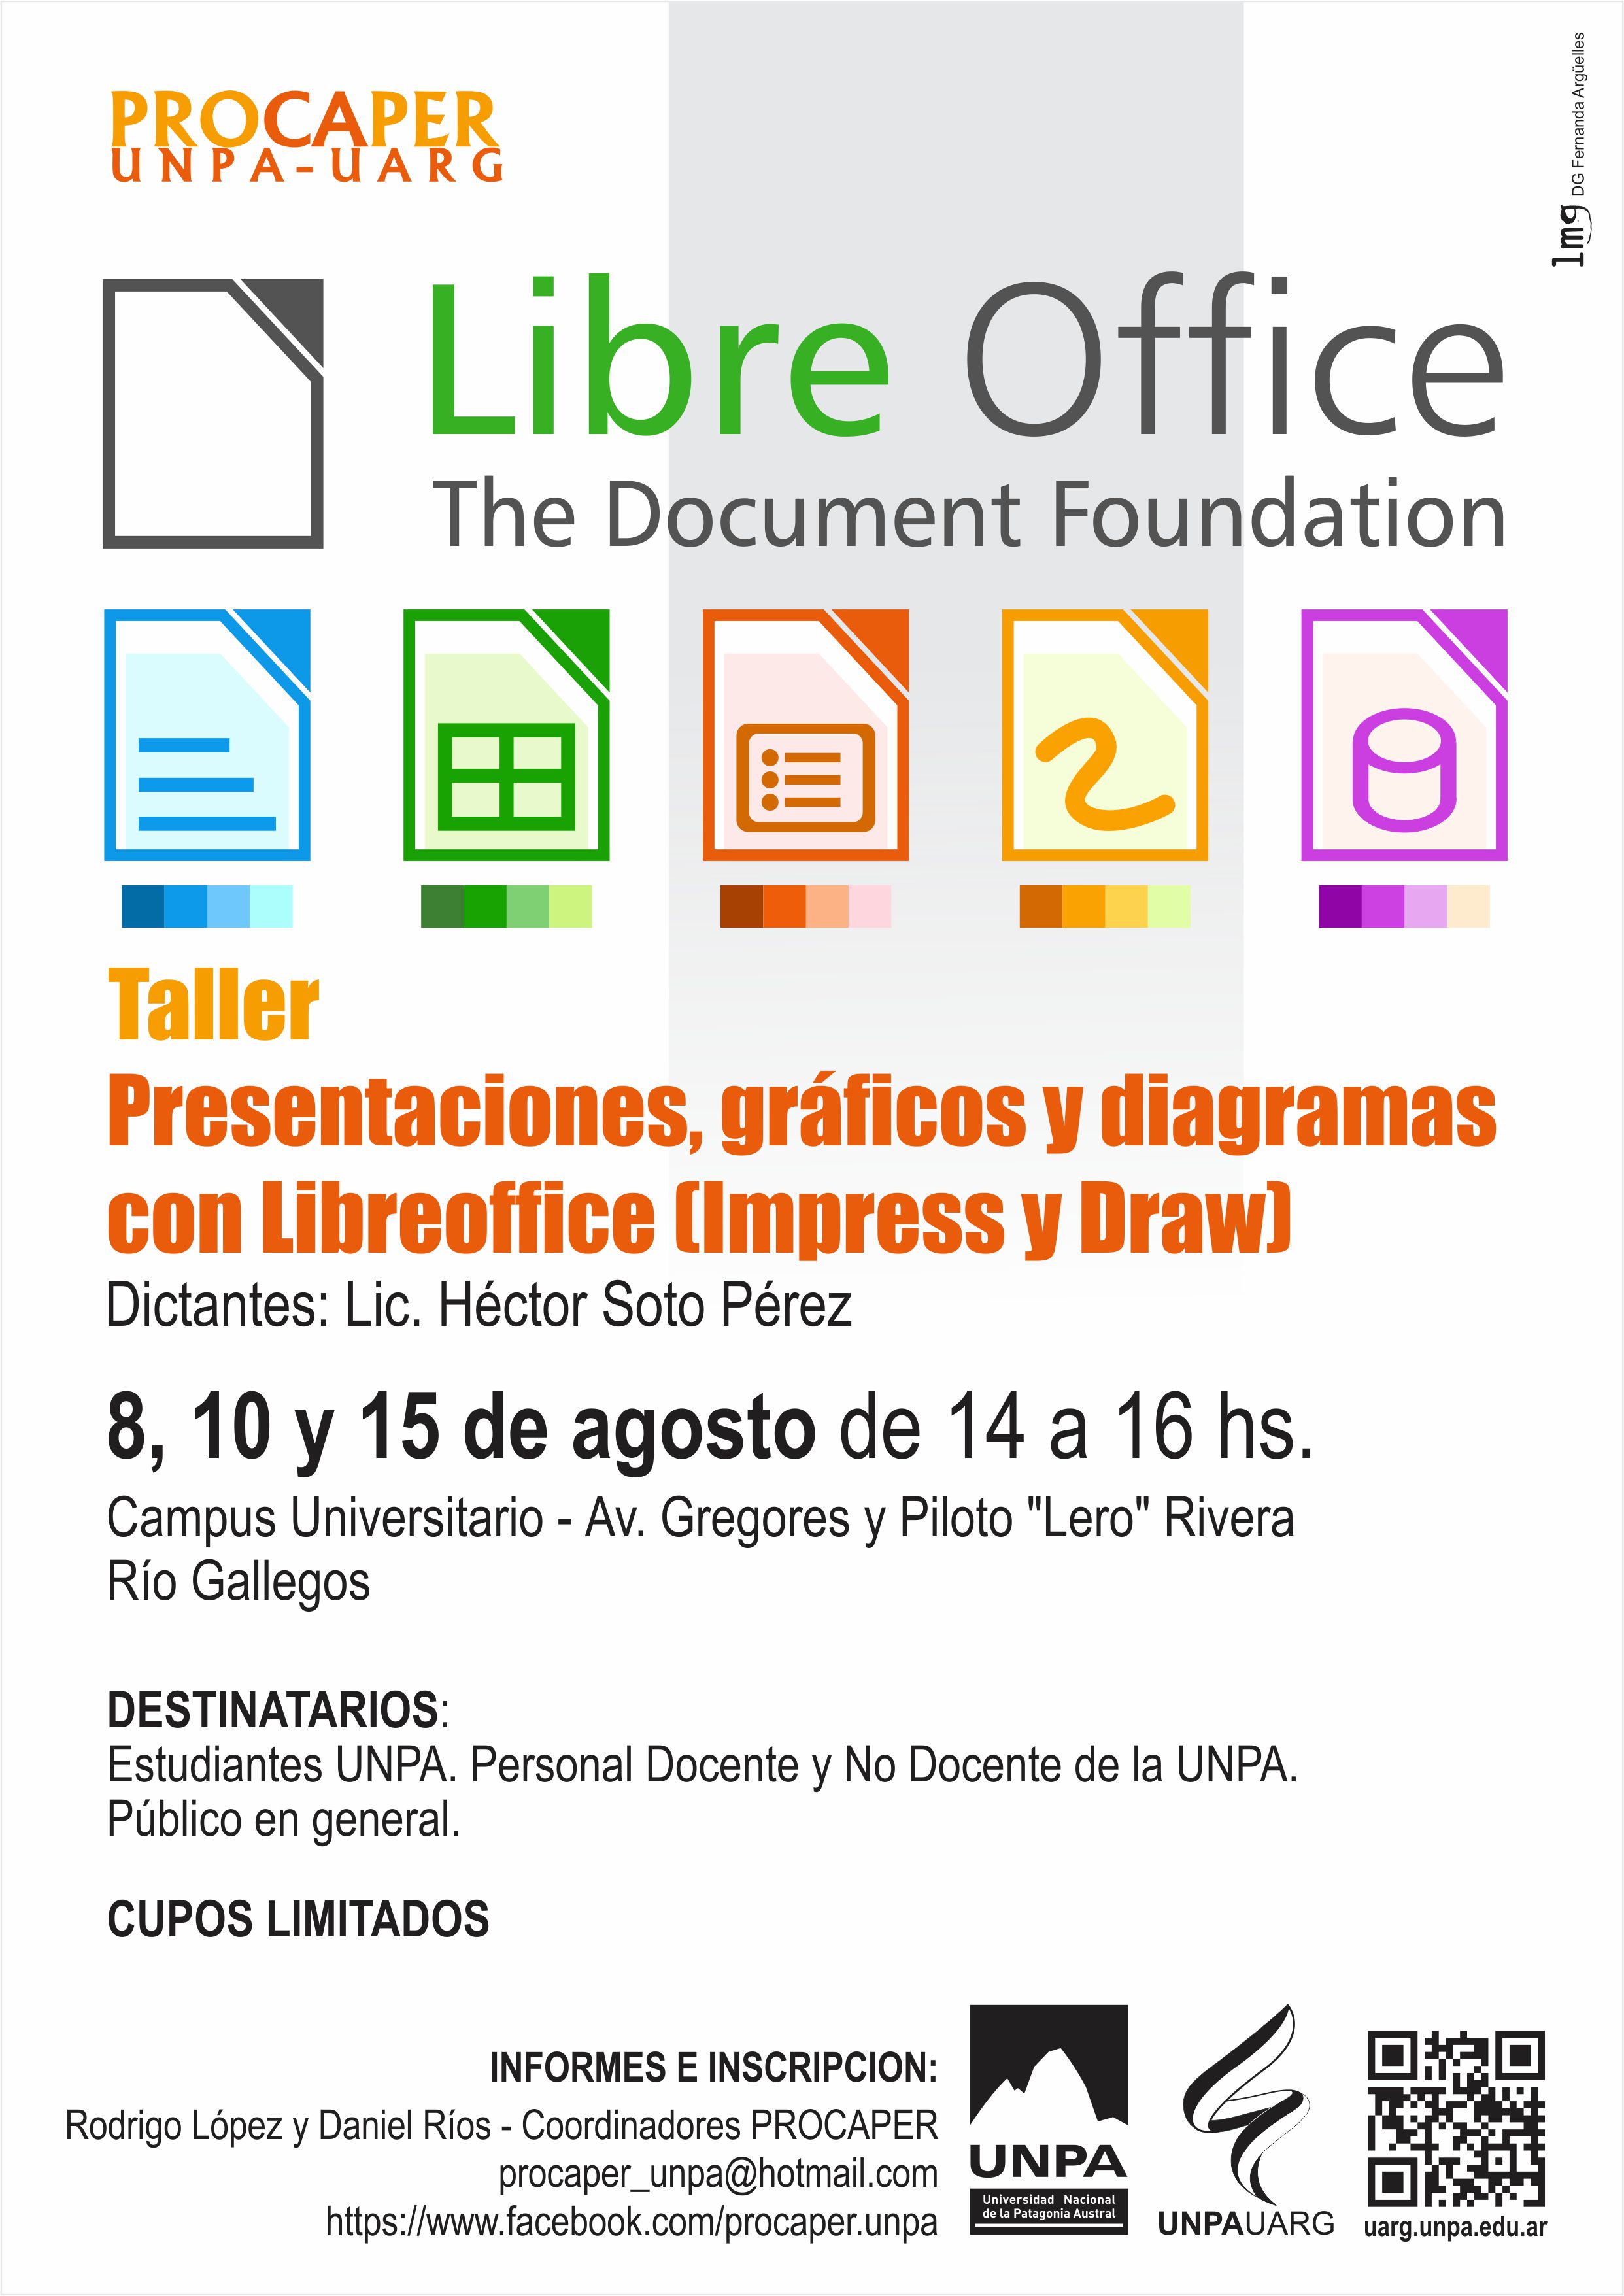 PROCAPER
UNPA-UARG
lmg DG Fernanda Argüelles
Libre Office
The Document Foundation
Taller
Presentaciones, gráficos y diagramas
con Libreoffice (Impress y Draw)
Dictantes: Lic. Héctor Soto Pérez
8, 10 y 15 de agosto de 14 a 16 hs.
Campus Universitario - Av. Gregores y Piloto "Lero" Rivera
Río Gallegos
DESTINATARIOS:
Estudiantes UNPA. Personal Docente y No Docente de la UNPA.
Público en general.
CUPOS LIMITADOS
INFORMES E INSCRIPCION:
Rodrigo López y Daniel Ríos - Coordinadores PROCAPER
procaper_unpa@hotmail.com
https://www.facebook.com/procaper.unpa
UNPA
Universidad Nacional
de la Patagonia Austral
UNPAUARG
uarg.unpa.edu.ar